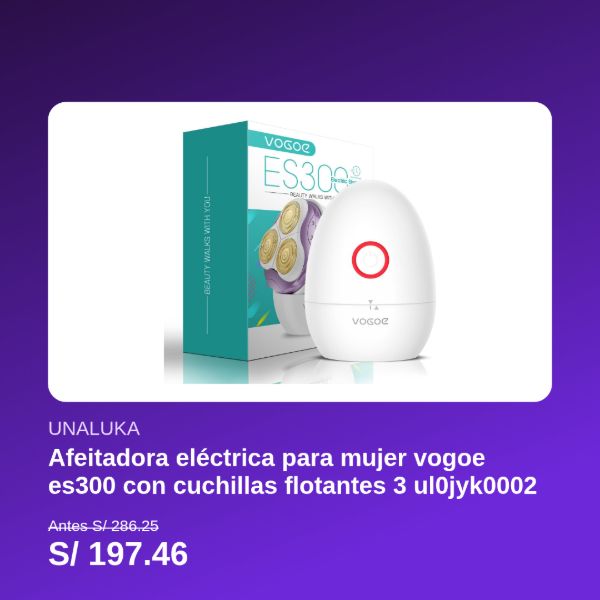 VOGOE
ES300
BEAUTY WALKS WITH
BEAUTY WALKS WITH YOU
VOGOE
UNALUKA
Afeitadora eléctrica para mujer vogoe
es300 con cuchillas flotantes 3 ul0jyk0002
Antes S/ 286.25
S/ 197.46